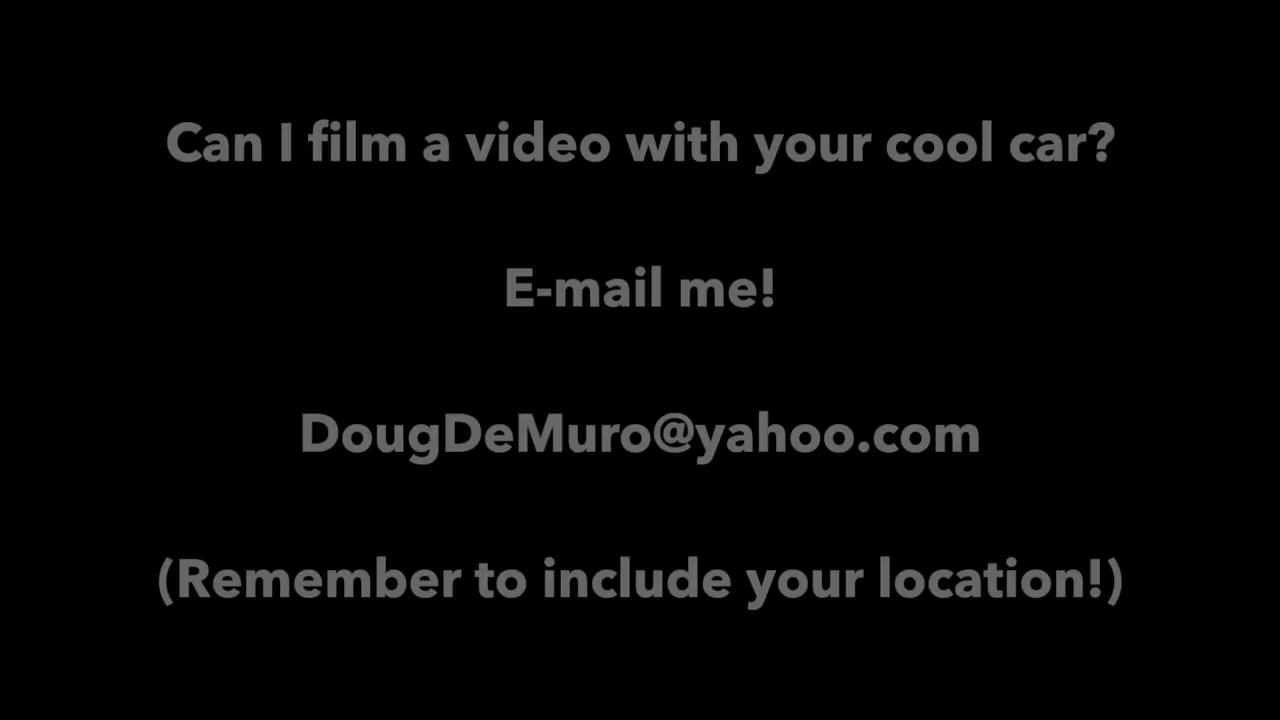 Can I film a video with your cool car?
E-mail me!
DougDeMuro@yahoo.com
(Remember to include your location!)